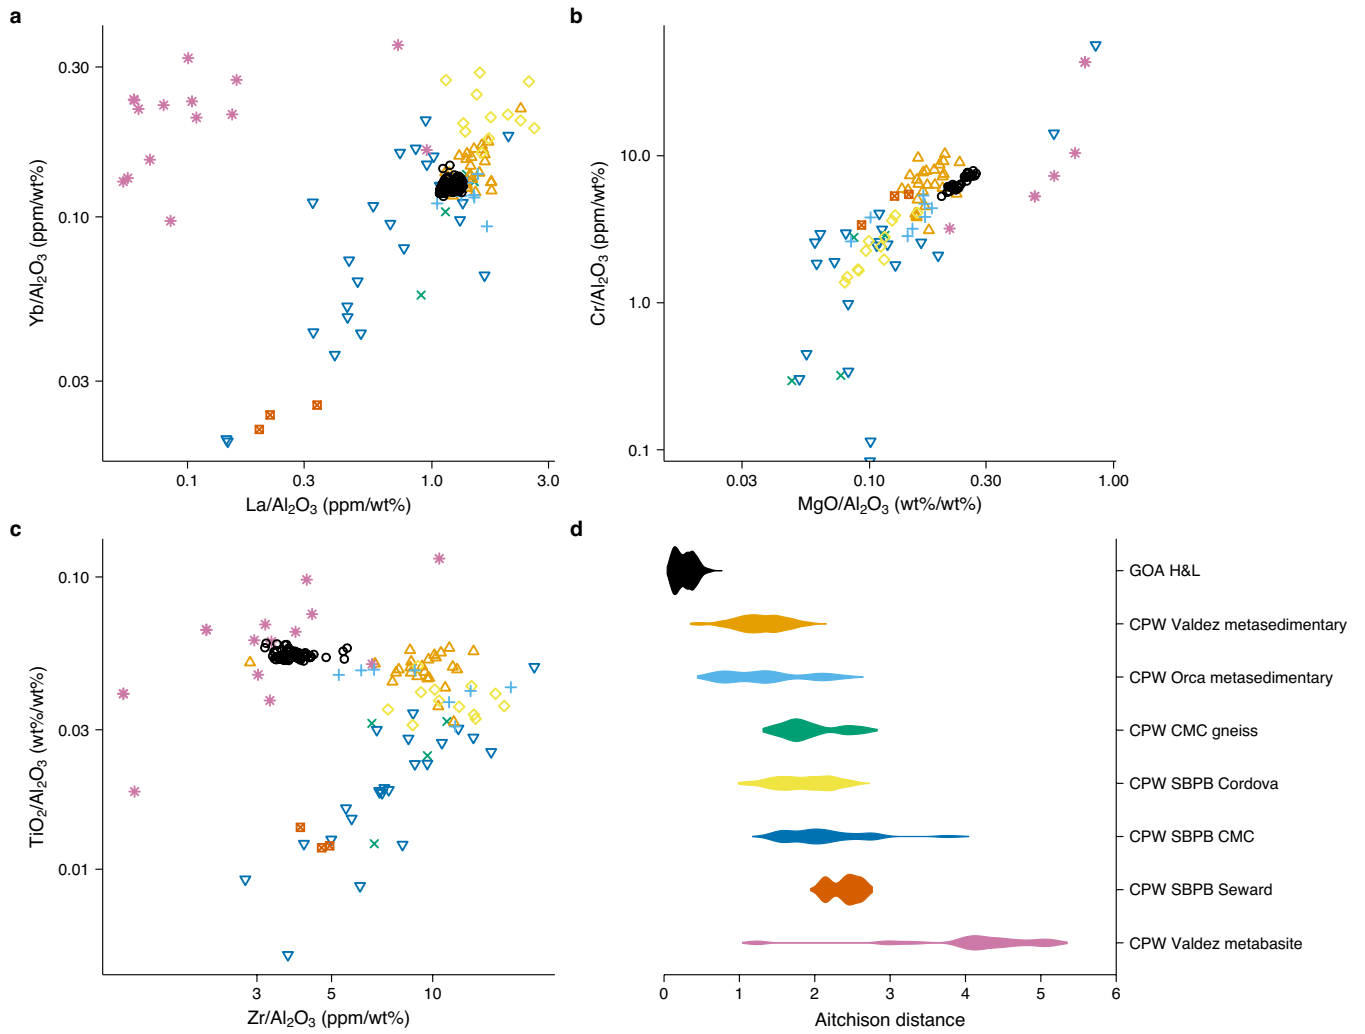 a
0.30
0.10
0.03
Yb/Al₂O₃ (ppm/wt%)
0.1
0.3
1.0
3.0
La/Al₂O₃ (ppm/wt%)
b
10.0
1.0
0.1
Cr/Al₂O₃ (ppm/wt%)
0.03
0.10
0.30
1.00
MgO/Al₂O₃ (wt%/wt%)
c
0.10
0.03
0.01
TiO₂/Al₂O₃ (wt%/wt%)
3
5
10
Zr/Al₂O₃ (ppm/wt%)
d
GOA H&L
CPW Valdez metasedimentary
CPW Orca metasedimentary
CPW CMC gneiss
CPW SBPB Cordova
CPW SBPB CMC
CPW SBPB Seward
CPW Valdez metabasite
0
1
2
3
4
5
6
Aitchison distance